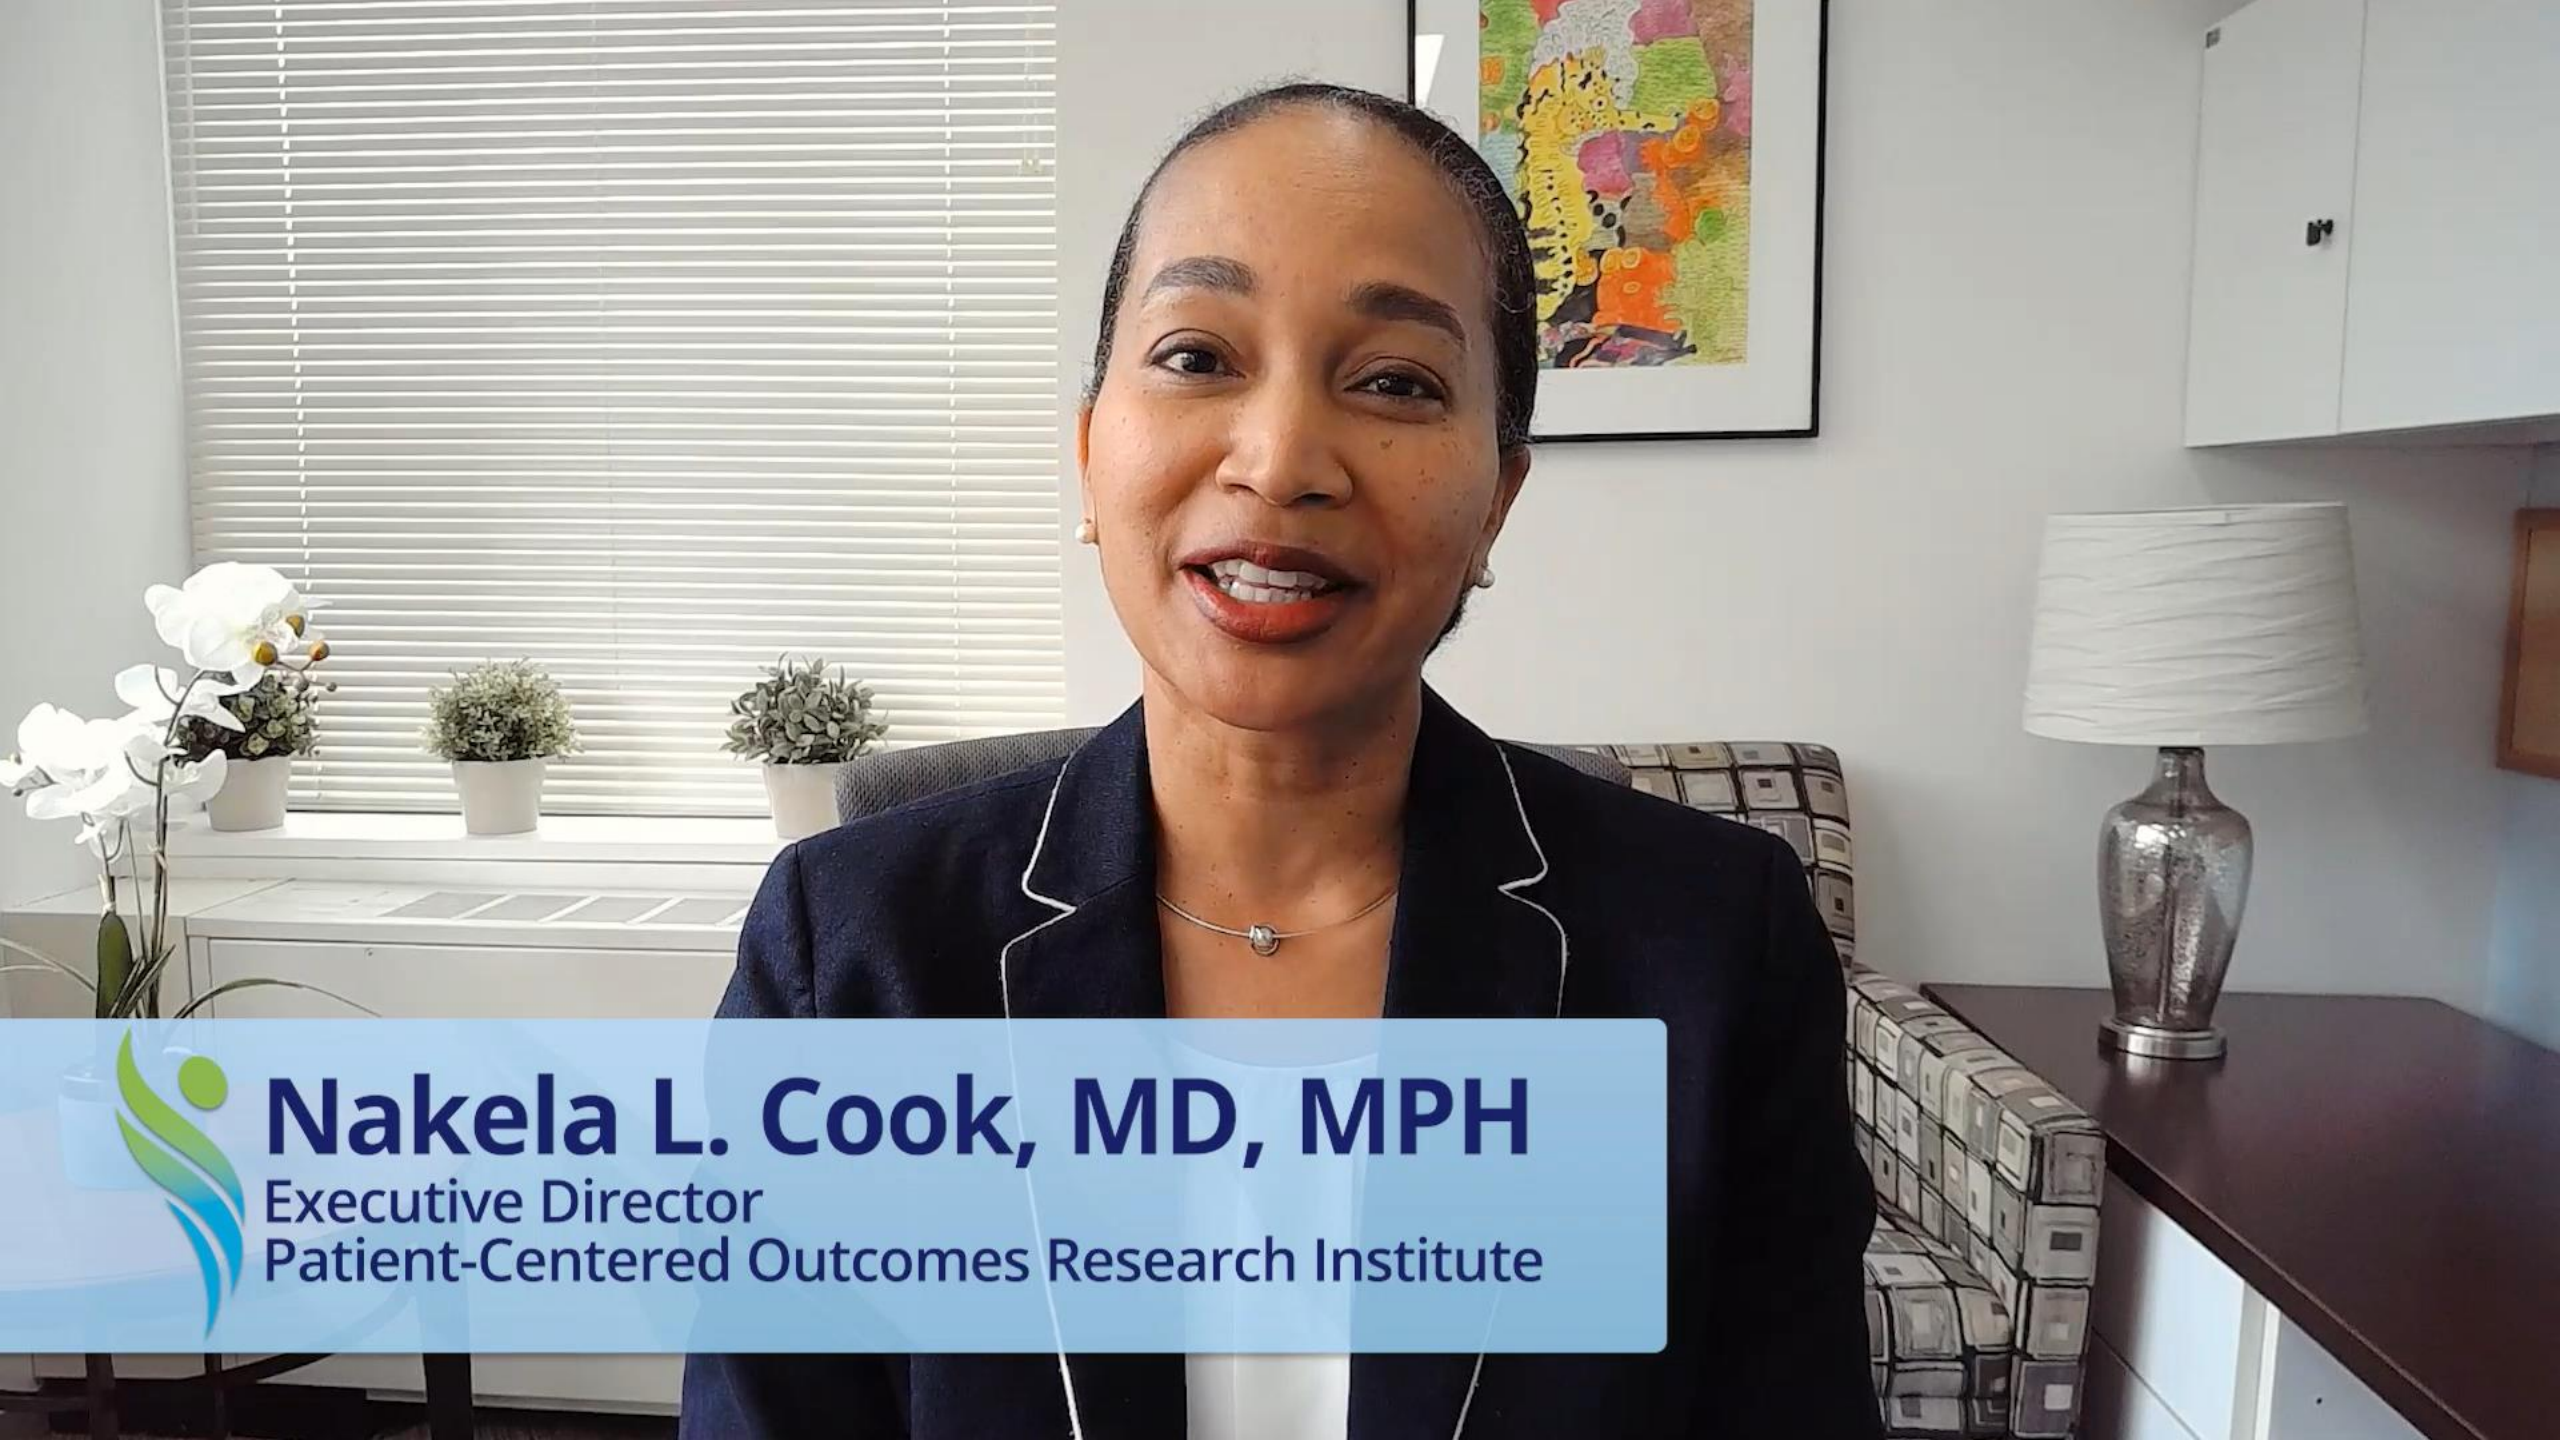 Nakela L. Cook, MD, MPH
Executive Director
Patient-Centered Outcomes Research Institute